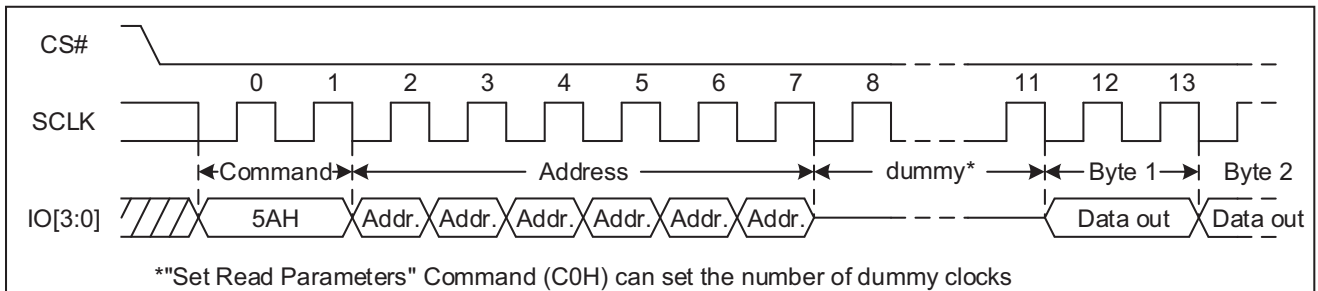 CS#
0 1 2 3 4 5 6 7 8 11 12 13
SCLK
Command Address dummy* Byte 1 Byte 2
IO[3:0] 5AH Addr. Addr. Addr. Addr. Addr. Addr. Data out Data out
*"Set Read Parameters" Command (C0H) can set the number of dummy clocks